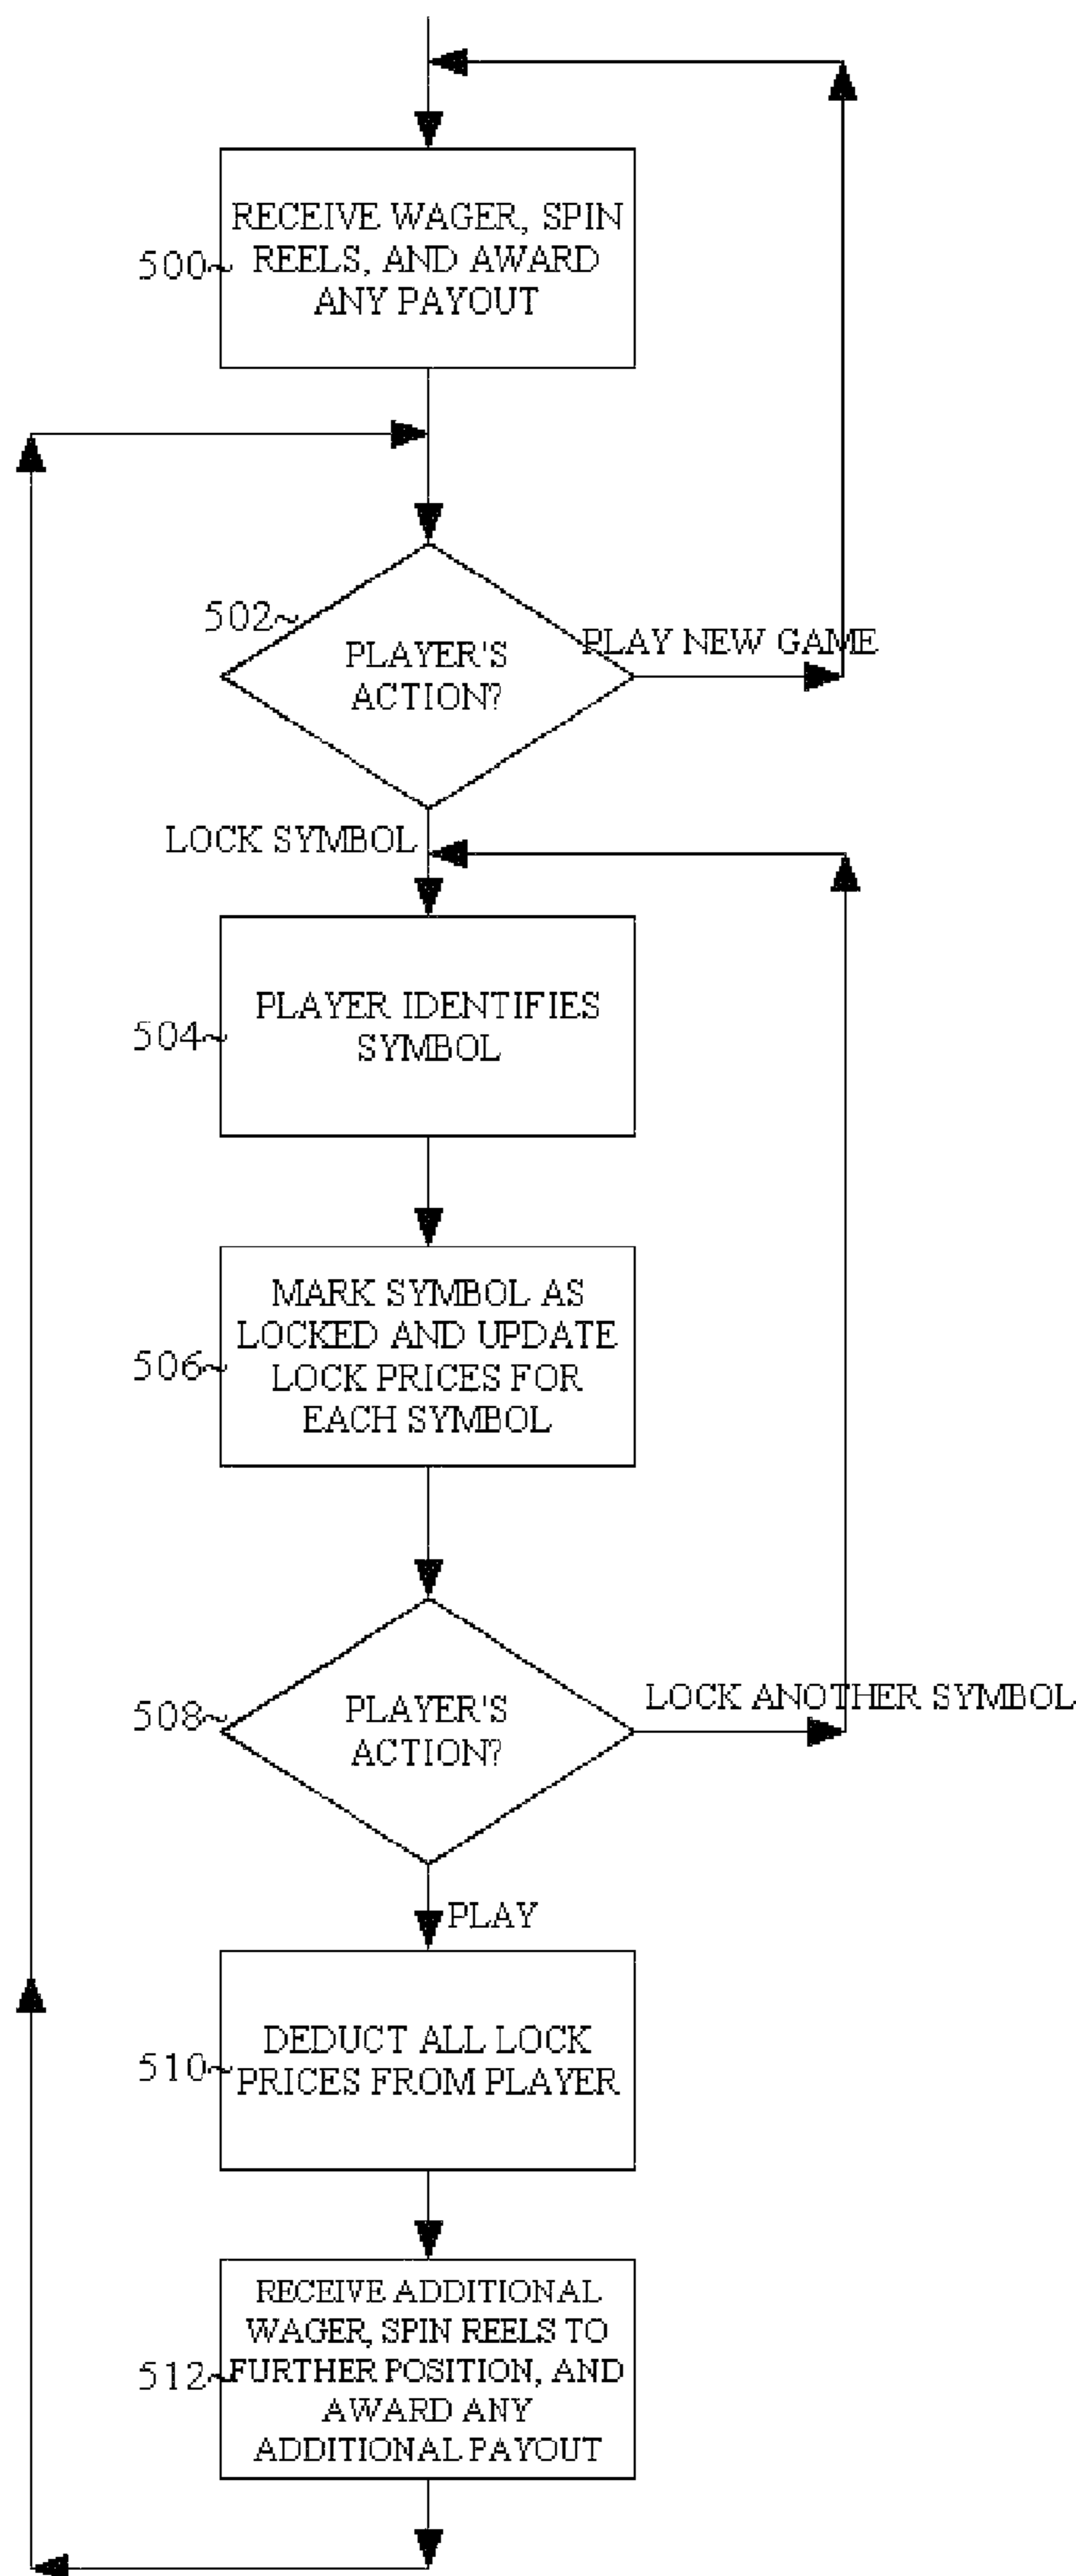 RECEIVE WAGER, SPIN
REELS, AND AWARD
ANY PAYOUT
500~
502~
PLAYER'S
ACTION?
PLAY NEW GAME
LOCK SYMBOL
PLAYER IDENTIFIES
SYMBOL
504~
MARK SYMBOL AS
LOCKED AND UPDATE
LOCK PRICES FOR
EACH SYMBOL
506~
508~
PLAYER'S
ACTION?
LOCK ANOTHER SYMBOL
PLAY
DEDUCT ALL LOCK
PRICES FROM PLAYER
510~
RECEIVE ADDITIONAL
WAGER, SPIN REELS TO
FURTHER POSITION, AND
AWARD ANY
ADDITIONAL PAYOUT
512~